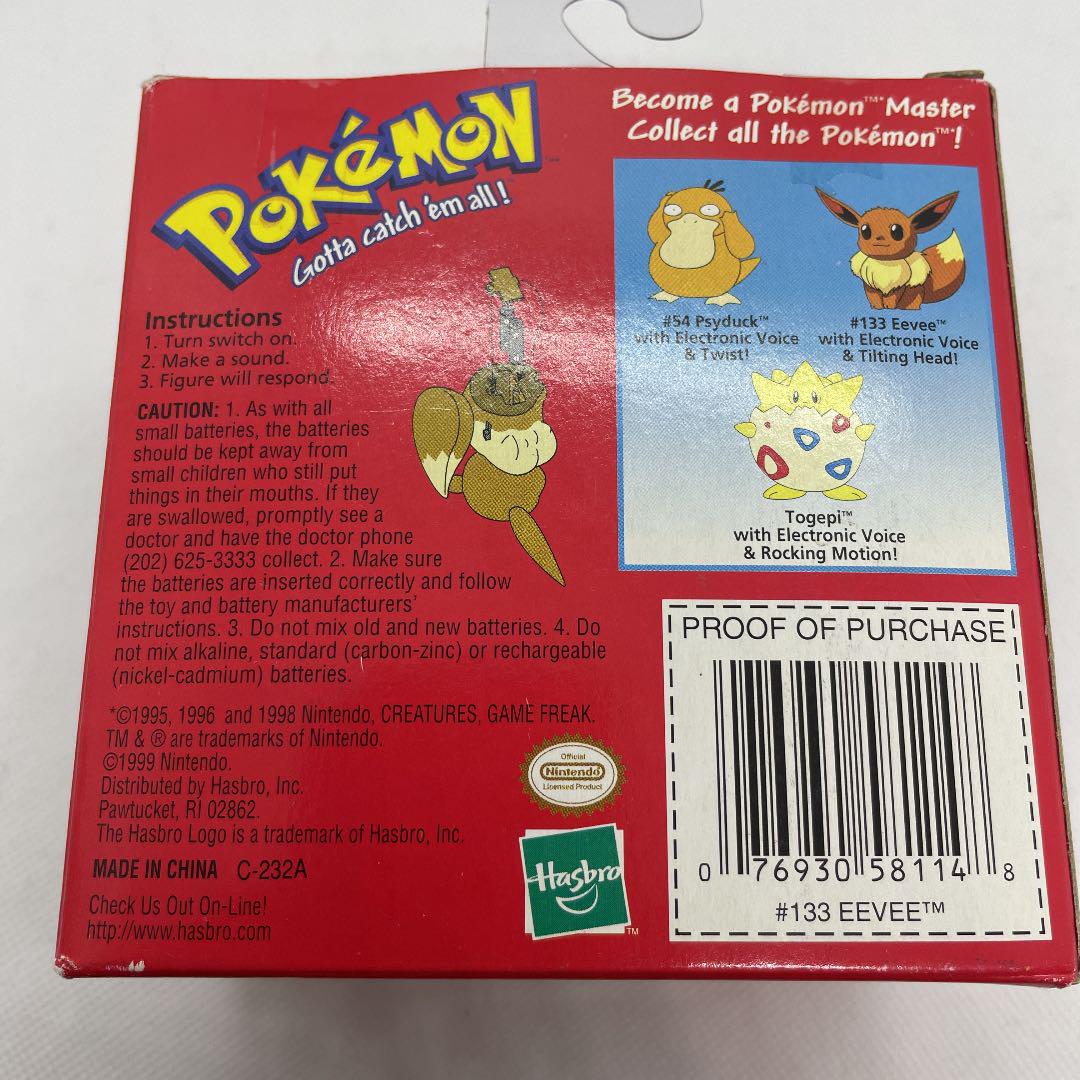 Pokémon
Gotta catch 'em all!
Become a Pokémon™* Master
Collect all the Pokémon™*!
#54 Psyduck™
with Electronic Voice
& Twist!
#133 Eevee™
with Electronic Voice
& Tilting Head!
Togepi™
with Electronic Voice
& Rocking Motion!
Instructions
1. Turn switch on.
2. Make a sound.
3. Figure will respond.
CAUTION: 1. As with all
small batteries, the batteries
should be kept away from
small children who still put
things in their mouths. If they
are swallowed, promptly see a
doctor and have the doctor phone
(202) 625-3333 collect. 2. Make sure
the batteries are inserted correctly and follow
the toy and battery manufacturers'
instructions. 3. Do not mix old and new batteries. 4. Do
not mix alkaline, standard (carbon-zinc) or rechargeable
(nickel-cadmium) batteries.
*©1995, 1996 and 1998 Nintendo, CREATURES, GAME FREAK.
TM & ® are trademarks of Nintendo.
©1999 Nintendo.
Distributed by Hasbro, Inc.
Pawtucket, RI 02862.
The Hasbro Logo is a trademark of Hasbro, Inc.
MADE IN CHINA C-232A
Check Us Out On-Line!
http://www.hasbro.com
Official
Nintendo
Licensed Product
Hasbro
TM
PROOF OF PURCHASE
0 76930 58114 8
#133 EEVEE™